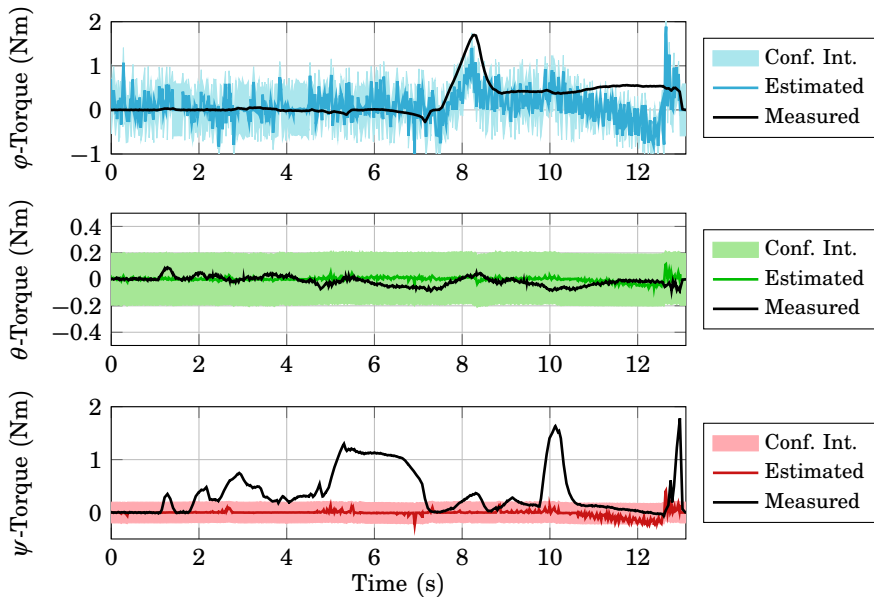 φ-Torque (Nm)
2
1
0
−1
0
2
4
6
8
10
12
Conf. Int.
Estimated
Measured
θ-Torque (Nm)
0.4
0.2
0
−0.2
−0.4
0
2
4
6
8
10
12
Conf. Int.
Estimated
Measured
ψ-Torque (Nm)
2
1
0
0
2
4
6
8
10
12
Time (s)
Conf. Int.
Estimated
Measured